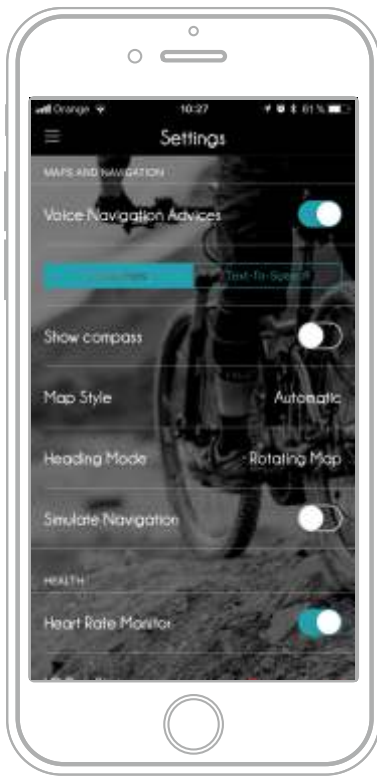 Orange 10:27 61 %
Settings
MAPS AND NAVIGATION
Voice Navigation Advices
Text-To-Speech
Show compass
Map Style Automatic
Heading Mode Rotating Map
Simulate Navigation
HEALTH
Heart Rate Monitor